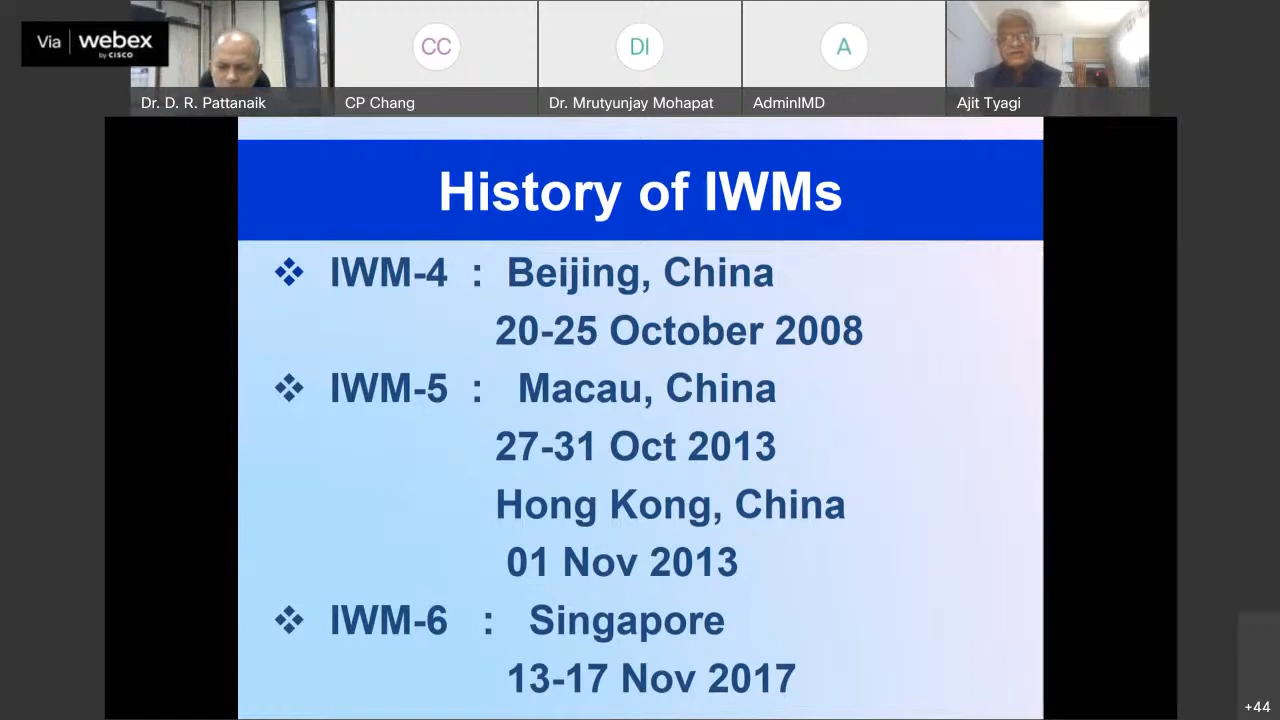 Via webex
by CISCO
CC
DI
A
Dr. D. R. Pattanaik
CP Chang
Dr. Mrutyunjay Mohapat
AdminIMD
Ajit Tyagi
History of IWMs
❖ IWM-4 : Beijing, China
20-25 October 2008
❖ IWM-5 : Macau, China
27-31 Oct 2013
Hong Kong, China
01 Nov 2013
❖ IWM-6 : Singapore
13-17 Nov 2017
+44